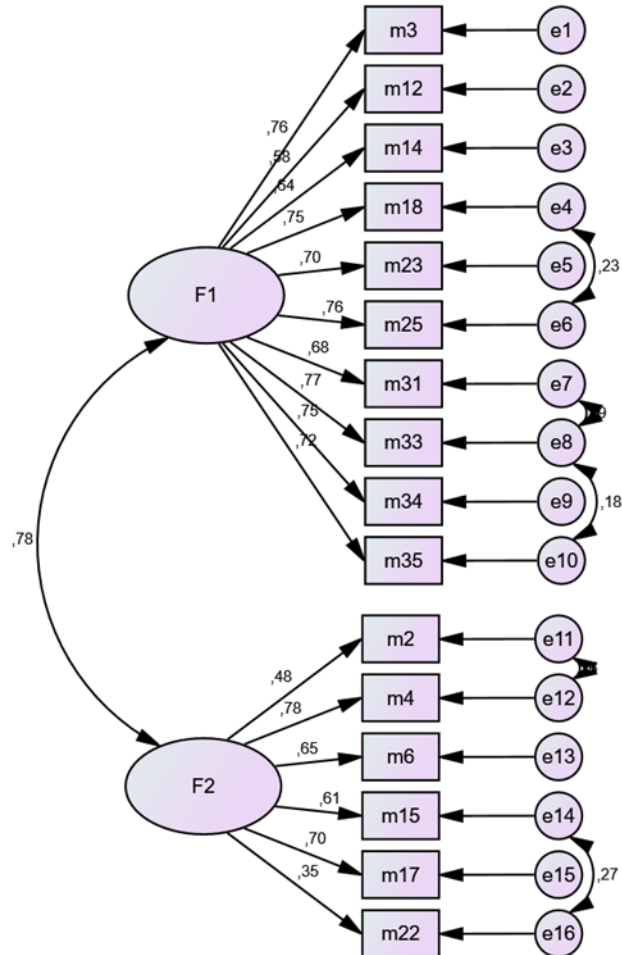 m3
e1
m12
e2
,76
m14
e3
,58
,64
m18
e4
,75
,70
m23
e5
,23
F1
,76
m25
e6
,68
m31
e7
,77
,75
m33
e8
,72
m34
e9
,18
m35
e10
,78
m2
e11
,48
m4
e12
,78
,65
m6
e13
F2
,61
m15
e14
,70
m17
e15
,27
,35
m22
e16